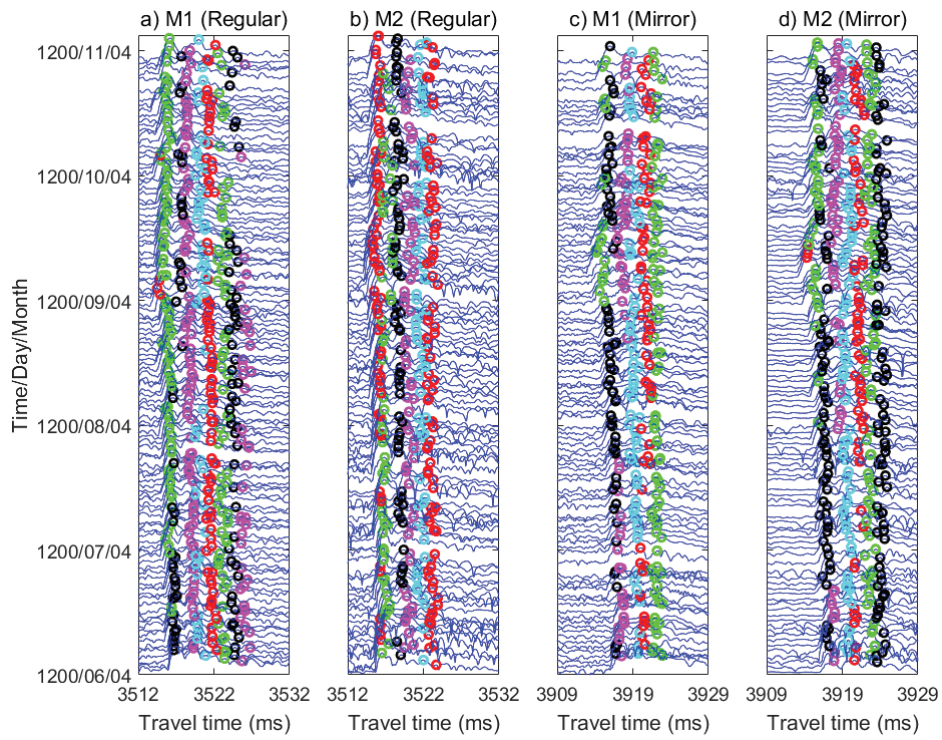 a) M1 (Regular)
b) M2 (Regular)
c) M1 (Mirror)
d) M2 (Mirror)
Time/Day/Month
1200/11/04
1200/10/04
1200/09/04
1200/08/04
1200/07/04
1200/06/04
3512 3522 3532
3512 3522 3532
3909 3919 3929
3909 3919 3929
Travel time (ms)
Travel time (ms)
Travel time (ms)
Travel time (ms)